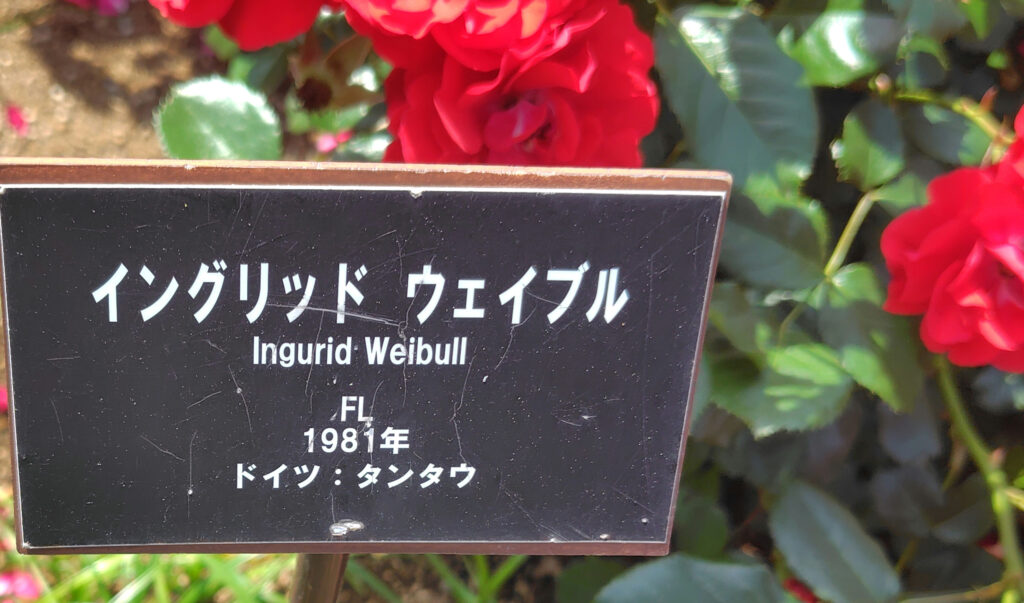 イングリッド ウェイブル
Ingurid Weibull
FL
1981年
ドイツ：タンタウ